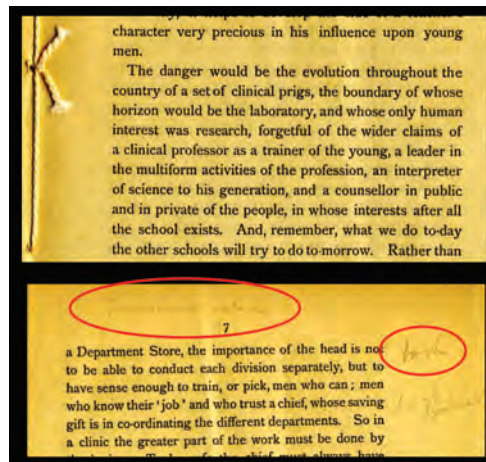 character very precious in his influence upon young
men.
The danger would be the evolution throughout the
country of a set of clinical prigs, the boundary of whose
horizon would be the laboratory, and whose only human
interest was research, forgetful of the wider claims of
a clinical professor as a trainer of the young, a leader in
the multiform activities of the profession, an interpreter
of science to his generation, and a counsellor in public
and in private of the people, in whose interests after all
the school exists. And, remember, what we do to-day
the other schools will try to do to-morrow. Rather than
7
a Department Store, the importance of the head is not
to be able to conduct each division separately, but to
have sense enough to train, or pick, men who can; men
who know their 'job' and who trust a chief, whose saving
gift is in co-ordinating the different departments. So in
a clinic the greater part of the work must be done by